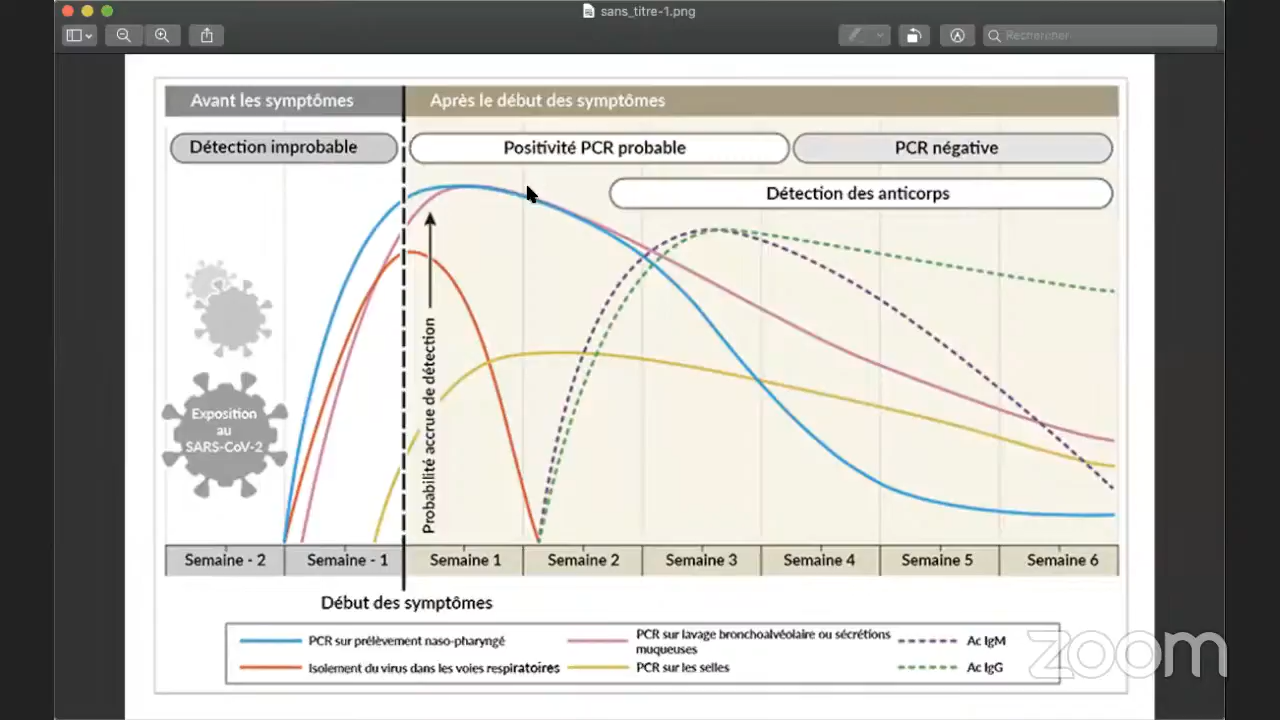 sans_titre-1.png
Rechercher
Avant les symptômes
Après le début des symptômes
Détection improbable
Positivité PCR probable
PCR négative
Détection des anticorps
Exposition
au
SARS-CoV-2
Probabilité accrue de détection
Semaine - 2
Semaine - 1
Semaine 1
Semaine 2
Semaine 3
Semaine 4
Semaine 5
Semaine 6
Début des symptômes
PCR sur prélèvement naso-pharyngé
PCR sur lavage bronchoalvéolaire ou sécrétions
muqueuses
Ac IgM
Isolement du virus dans les voies respiratoires
PCR sur les selles
Ac IgG
zoom